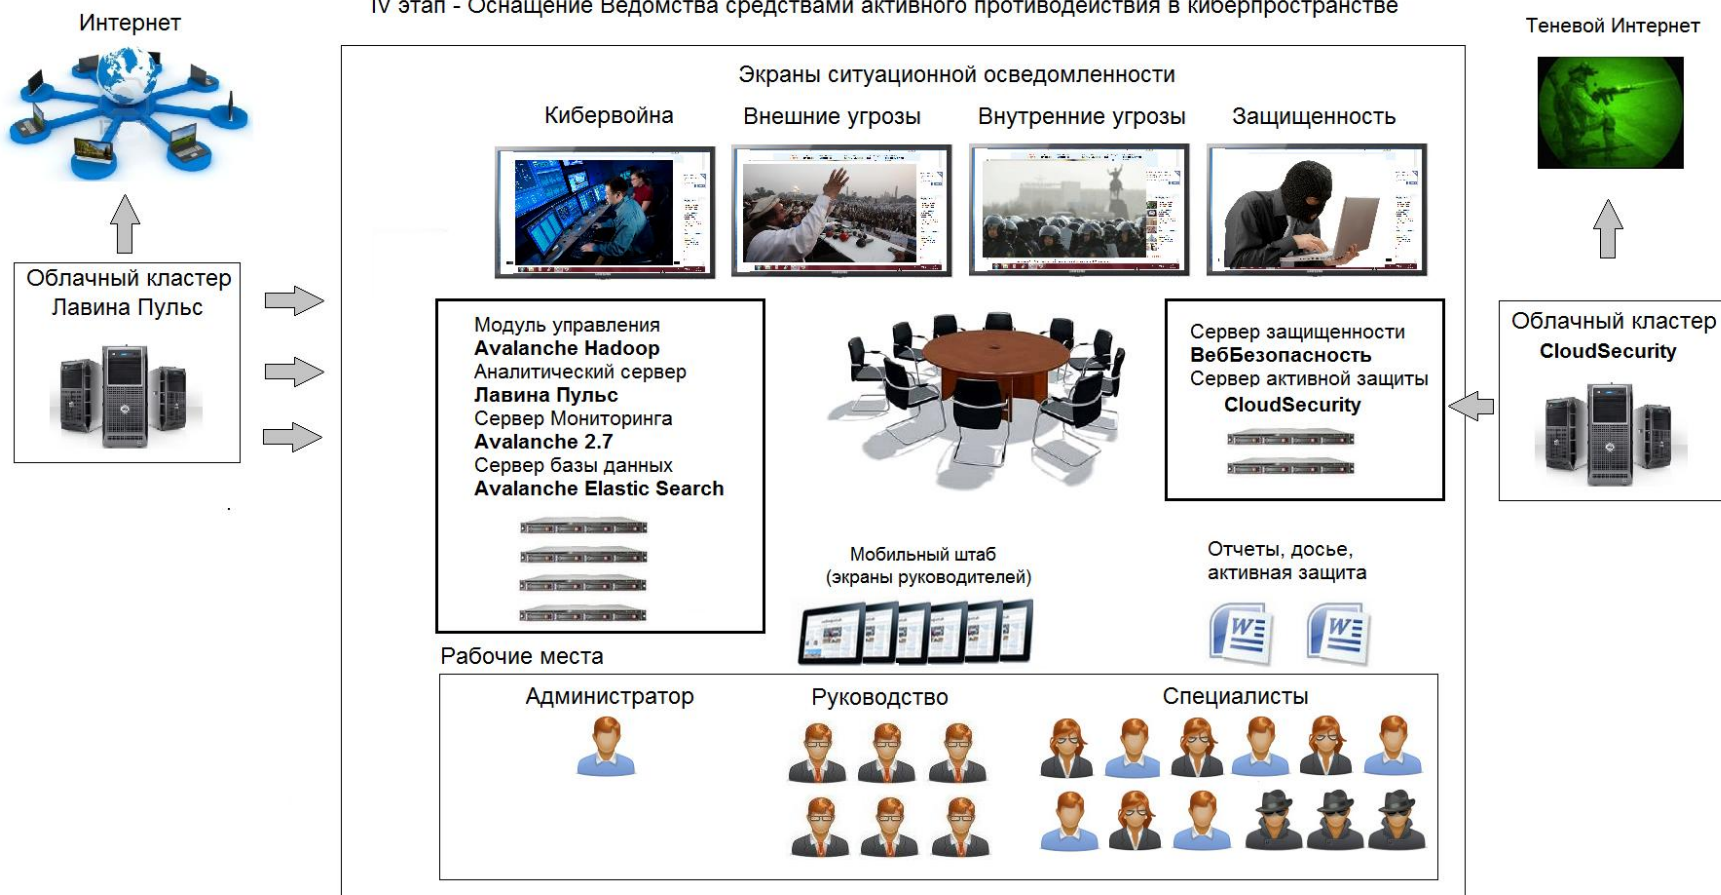 IV этап - Оснащение Ведомства средствами активного противодействия в киберпространстве
Интернет
Теневой Интернет
Экраны ситуационной осведомленности
Кибервойна
Внешние угрозы
Внутренние угрозы
Защищенность
Облачный кластер
Лавина Пульс
Модуль управления
Avalanche Hadoop
Аналитический сервер
Лавина Пульс
Сервер Мониторинга
Avalanche 2.7
Сервер базы данных
Avalanche Elastic Search
Сервер защищенности
ВебБезопасность
Сервер активной защиты
CloudSecurity
Облачный кластер
CloudSecurity
Мобильный штаб
(экраны руководителей)
Отчеты, досье,
активная защита
Рабочие места
Администратор
Руководство
Специалисты